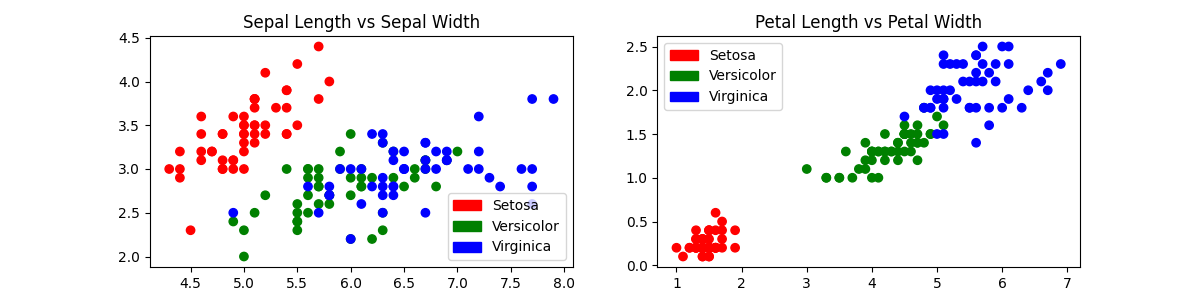 Sepal Length vs Sepal Width
4.5
4.0
3.5
3.0
2.5
2.0
4.5 5.0 5.5 6.0 6.5 7.0 7.5 8.0
Setosa
Versicolor
Virginica
Petal Length vs Petal Width
2.5
2.0
1.5
1.0
0.5
0.0
1 2 3 4 5 6 7
Setosa
Versicolor
Virginica